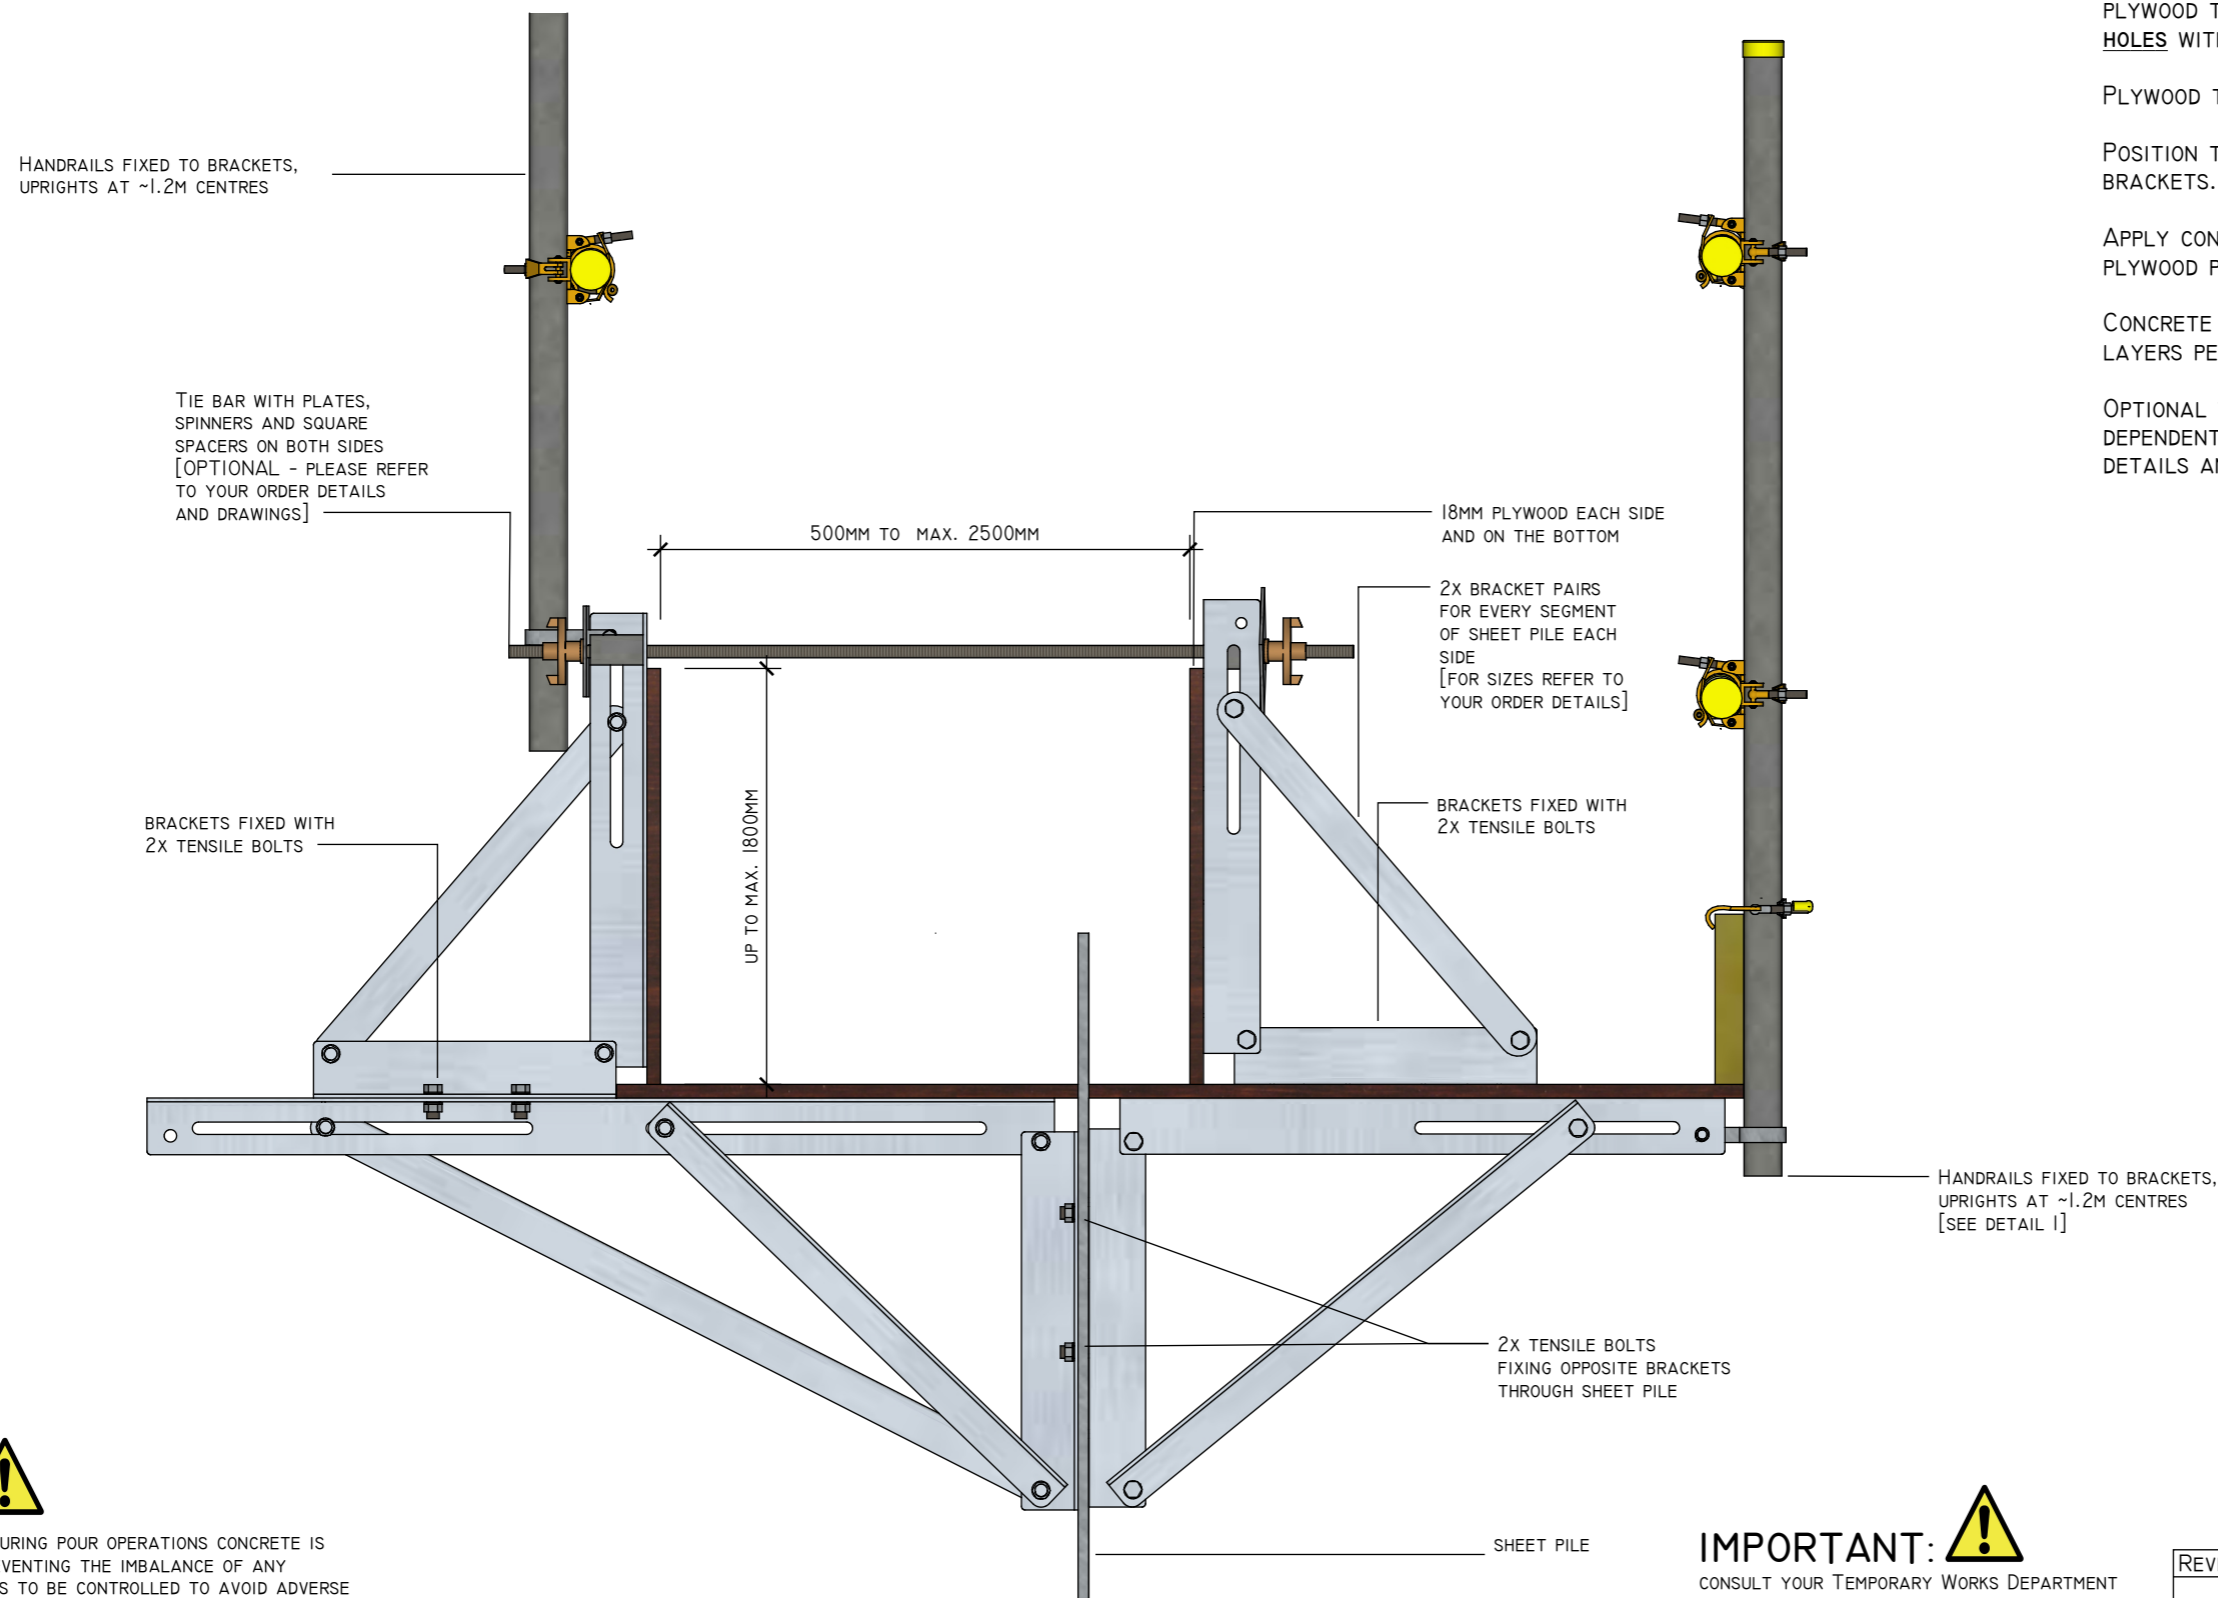 PLYWOOD
HOLES
PLYWOOD
POSITION
BRACKETS.
APPLY
PLYWOOD
CONCRETE
LAYERS
OPTIONAL
DEPENDENT
DETAILS
HANDRAILS FIXED TO BRACKETS,
UPRIGHTS AT ~1.2M CENTRES
TIE BAR WITH PLATES,
SPINNERS AND SQUARE
SPACERS ON BOTH SIDES
[OPTIONAL - PLEASE REFER
TO YOUR ORDER DETAILS
AND DRAWINGS]
500MM TO MAX. 2500MM
18MM PLYWOOD EACH SIDE
AND ON THE BOTTOM
2X BRACKET PAIRS
FOR EVERY SEGMENT
OF SHEET PILE EACH
SIDE
[FOR SIZES REFER TO
YOUR ORDER DETAILS]
UP TO MAX. 1800MM
BRACKETS FIXED WITH
2X TENSILE BOLTS
BRACKETS FIXED WITH
2X TENSILE BOLTS
HANDRAILS FIXED TO BRACKETS,
UPRIGHTS AT ~1.2M CENTRES
[SEE DETAIL 1]
2X TENSILE BOLTS
FIXING OPPOSITE BRACKETS
THROUGH SHEET PILE
SHEET PILE
POUR OPERATIONS CONCRETE IS
THE IMBALANCE OF ANY
TO BE CONTROLLED TO AVOID ADVERSE
IMPORTANT:
CONSULT YOUR TEMPORARY WORKS DEPARTMENT